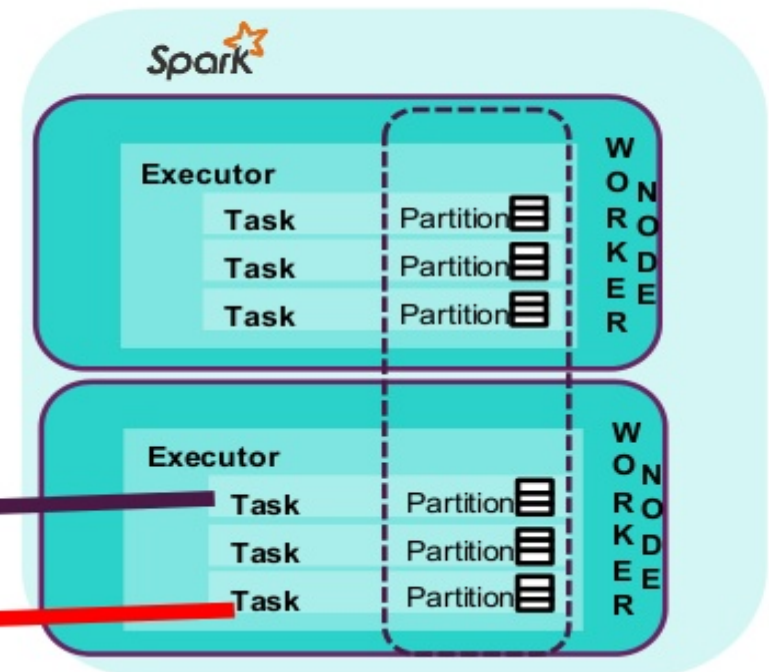 Spark
Executor
Task Partition
Task Partition
Task Partition
WORKER
NODE
Executor
Task Partition
Task Partition
Task Partition
WORKER
NODE